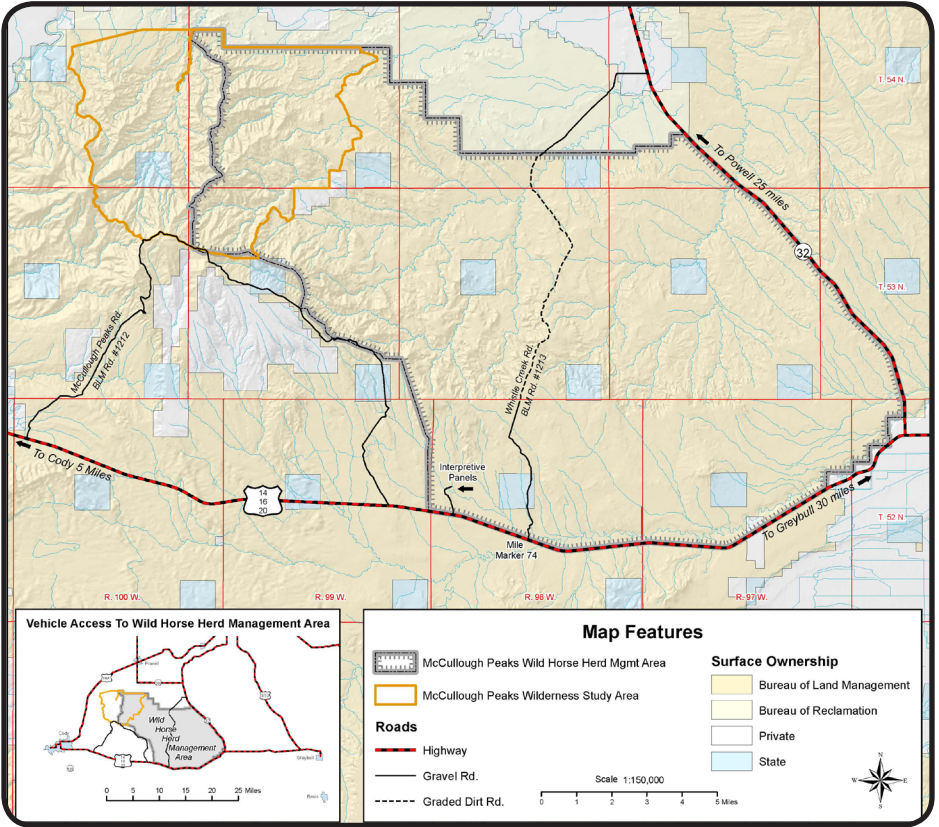 T. 54 N.
To Powell 25 miles
32
T. 53 N.
McCullough Peaks Rd.
BLM Rd. #1212
Whistle Creek Rd.
BLM Rd. #1213
To Cody 5 Miles
14
16
20
Interpretive
Panels
Mile
Marker 74
To Greybull 30 miles
T. 52 N.
R. 100 W.
R. 99 W.
R. 98 W.
R. 97 W.
Vehicle Access To Wild Horse Herd Management Area
Powell
Cody
Wild
Horse
Herd
Management
Area
Greybull
Basin
0 5 10 15 20 25 Miles
Map Features
McCullough Peaks Wild Horse Herd Mgmt Area
McCullough Peaks Wilderness Study Area
Roads
Highway
Gravel Rd.
Graded Dirt Rd.
Surface Ownership
Bureau of Land Management
Bureau of Reclamation
Private
State
Scale 1:150,000
0 1 2 3 4 5 Miles
N
W E
S